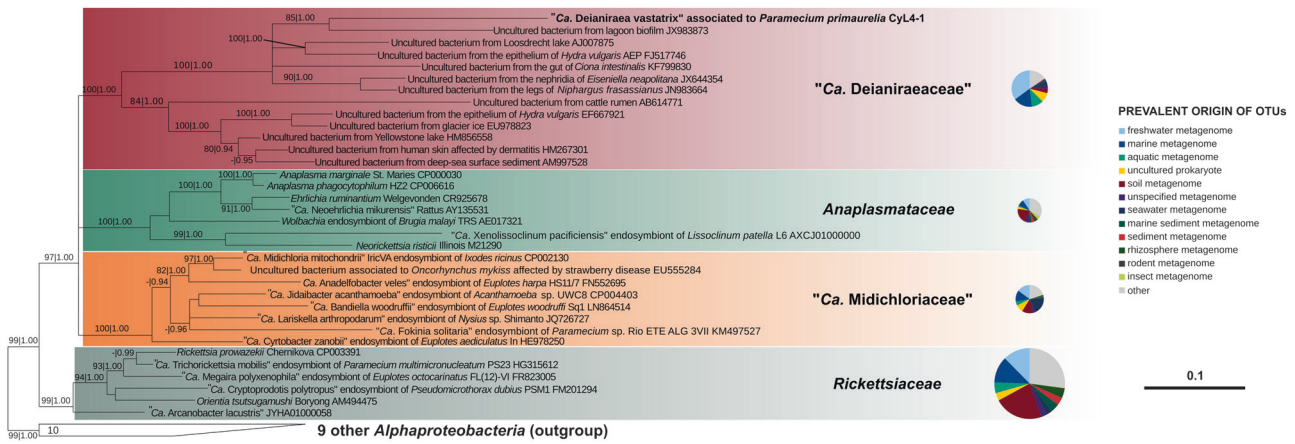 85|1.00
"Ca. Deianiraea vastatrix" associated to Paramecium primaurelia CyL4-1
Uncultured bacterium from lagoon biofilm JX983873
100|1.00
Uncultured bacterium from Loosdrecht lake AJ007875
Uncultured bacterium from the epithelium of Hydra vulgaris AEP FJ517746
100|1.00
Uncultured bacterium from the gut of Ciona intestinalis KF799830
90|1.00
Uncultured bacterium from the nephridia of Eiseniella neapolitana JX644354
Uncultured bacterium from the legs of Niphargus frasassianus JN983664
100|1.00
84|1.00
Uncultured bacterium from cattle rumen AB614771
Uncultured bacterium from the epithelium of Hydra vulgaris EF667921
100|1.00
Uncultured bacterium from glacier ice EU978823
Uncultured bacterium from Yellowstone lake HM856558
80|0.94
Uncultured bacterium from human skin affected by dermatitis HM267301
-|0.95
Uncultured bacterium from deep-sea surface sediment AM997528
"Ca. Deianiraeaceae"
100|1.00
Anaplasma marginale St. Maries CP000030
Anaplasma phagocytophilum HZ2 CP006616
100|1.00
Ehrlichia ruminantium Welgevonden CR925678
91|1.00
"Ca. Neoehrlichia mikurensis" Rattus AY135531
100|1.00
Wolbachia endosymbiont of Brugia malayi TRS AE017321
99|1.00
"Ca. Xenolissoclinum pacificiensis" endosymbiont of Lissoclinum patella L6 AXCJ01000000
Neorickettsia risticii Illinois M21290
Anaplasmataceae
97|1.00
97|1.00
"Ca. Midichloria mitochondrii" IricVA endosymbiont of Ixodes ricinus CP002130
82|1.00
Uncultured bacterium associated to Oncorhynchus mykiss affected by strawberry disease EU555284
-|0.94
"Ca. Anadelfobacter veles" endosymbiont of Euplotes harpa HS11/7 FN552695
"Ca. Jidaibacter acanthamoeba" endosymbiont of Acanthamoeba sp. UWC8 CP004403
"Ca. Bandiella woodruffii" endosymbiont of Euplotes woodruffi Sq1 LN864514
"Ca. Lariskella arthropodarum" endosymbiont of Nysius sp. Shimanto JQ726727
100|1.00
-|0.96
"Ca. Fokinia solitaria" endosymbiont of Paramecium sp. Rio ETE ALG 3VII KM497527
"Ca. Cyrtobacter zanobii" endosymbiont of Euplotes aediculatus In HE978250
"Ca. Midichloriaceae"
99|1.00
-|0.99
Rickettsia prowazekii Chernikova CP003391
93|1.00
"Ca. Trichorickettsia mobilis" endosymbiont of Paramecium multimicronucleatum PS23 HG315612
94|1.00
"Ca. Megaira polyxenophila" endosymbiont of Euplotes octocarinatus FL(12)-VI FR823005
"Ca. Cryptoprodotis polytropus" endosymbiont of Pseudomicrothorax dubius PSM1 FM201294
99|1.00
Orientia tsutsugamushi Boryong AM494475
"Ca. Arcanobacter lacustris" JYHA01000058
Rickettsiaceae
99|1.00
10
9 other Alphaproteobacteria (outgroup)
PREVALENT ORIGIN OF OTUs
freshwater metagenome
marine metagenome
aquatic metagenome
uncultured prokaryote
soil metagenome
unspecified metagenome
seawater metagenome
marine sediment metagenome
sediment metagenome
rhizosphere metagenome
rodent metagenome
insect metagenome
other
0.1